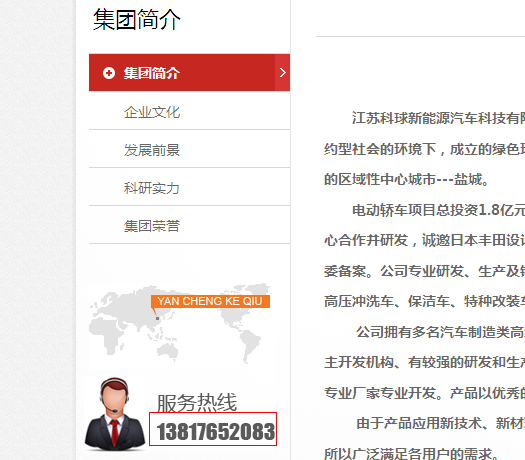 集团简介
集团简介
企业文化
发展前景
科研实力
集团荣誉
YAN CHENG KE QIU
服务热线
13817652083
江苏科球新能源汽车科技有
约型社会的环境下，成立的绿色
的区域性中心城市---盐城。
电动轿车项目总投资1.8亿元
心合作并研发，诚邀日本丰田设
委备案。公司专业研发、生产及
高压冲洗车、保洁车、特种改装
公司拥有多名汽车制造类高
主开发机构、有较强的研发和生
专业厂家专业开发。产品以优秀
由于产品应用新技术、新材
所以广泛满足各用户的需求。